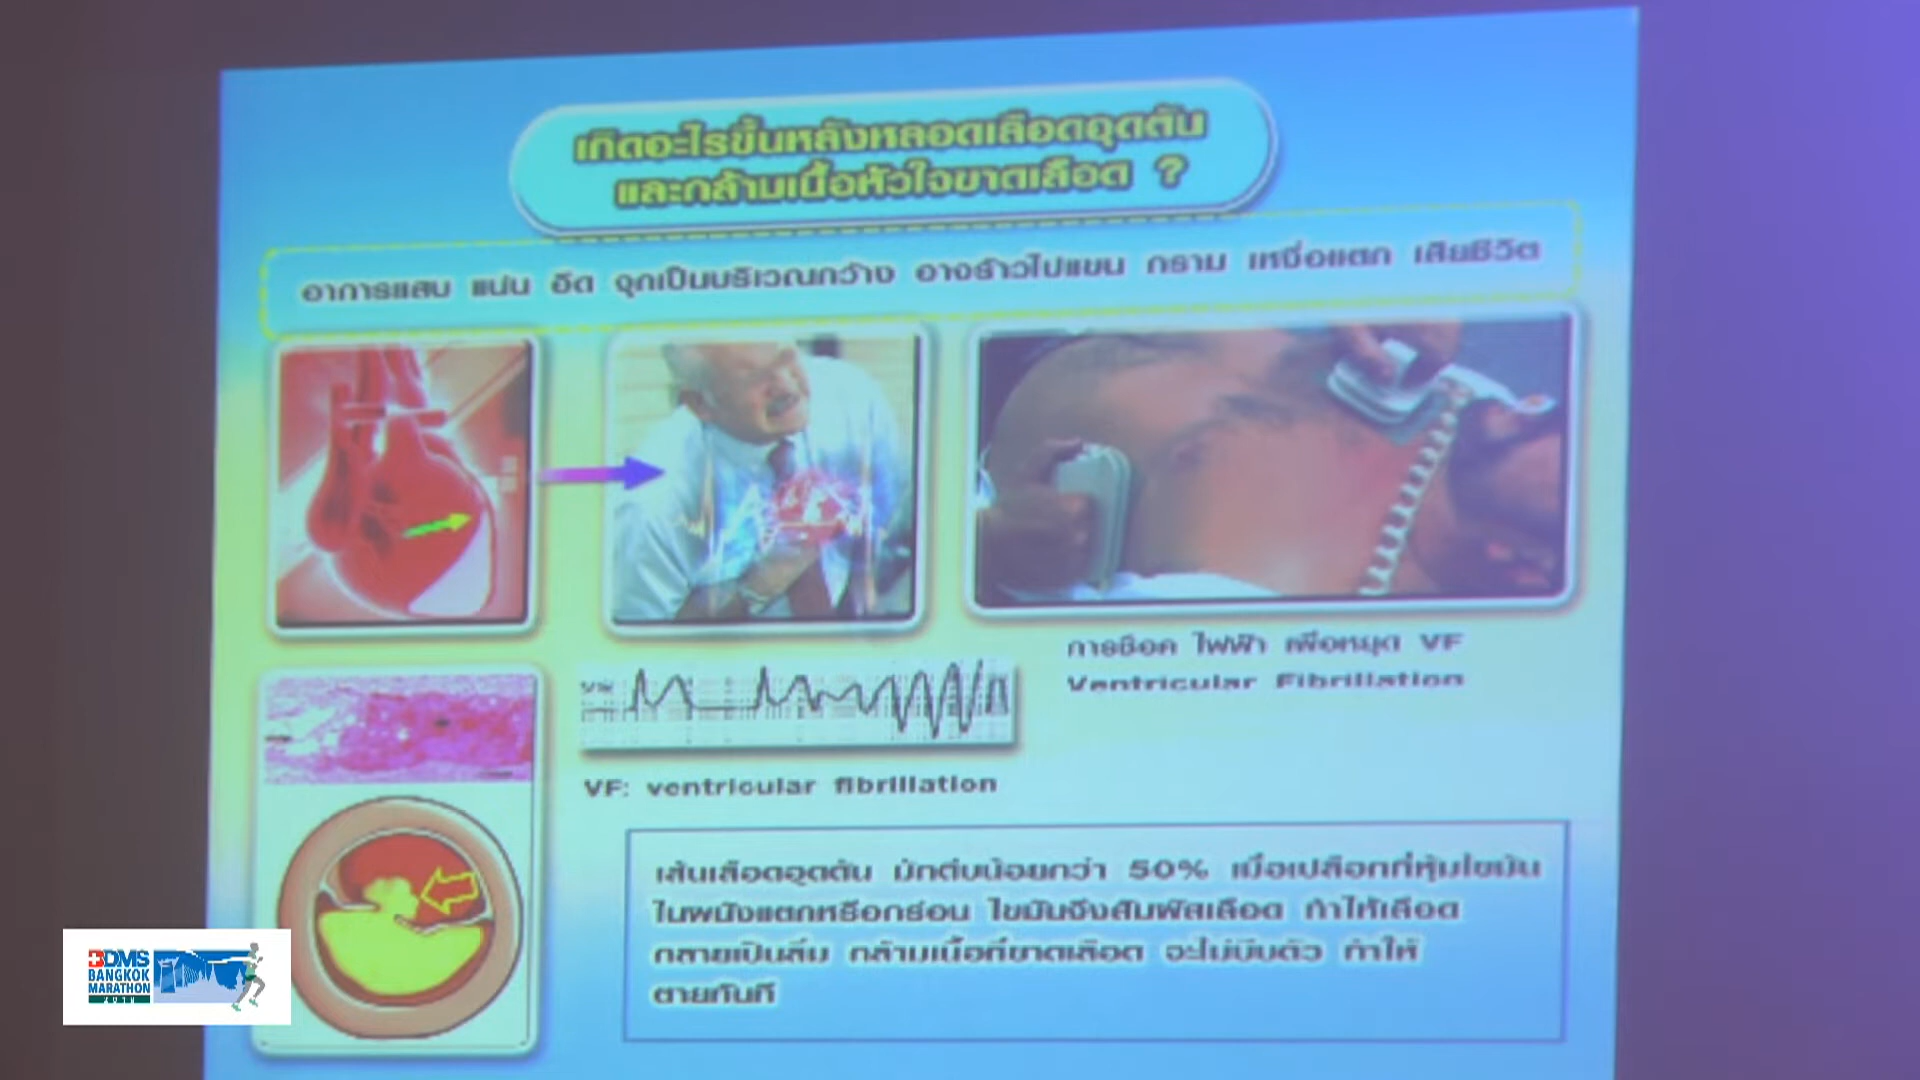 เกิดอะไรขึ้นหลังหลอดเลือดอุดตัน
และกล้ามเนื้อหัวใจขาดเลือด ?
อาการแสบ แน่น อึด จุกเป็นบริเวณกว้าง อาจร้าวไปแขน กราม เหงื่อแตก เสียชีวิต
การช็อค ไฟฟ้า เพื่อหยุด VF
Ventricular Fibrillation
VF: ventricular fibrillation
เส้นเลือดอุดตัน มักตีบน้อยกว่า 50% เมื่อเปลือกที่หุ้มไขมัน
ในผนังแตกหรือกร่อน ไขมันจึงสัมผัสเลือด ทำให้เลือด
กลายเป็นลิ่ม กล้ามเนื้อที่ขาดเลือด จะไม่บีบตัว ทำให้
ตายทันที
BDMS
BANGKOK
MARATHON